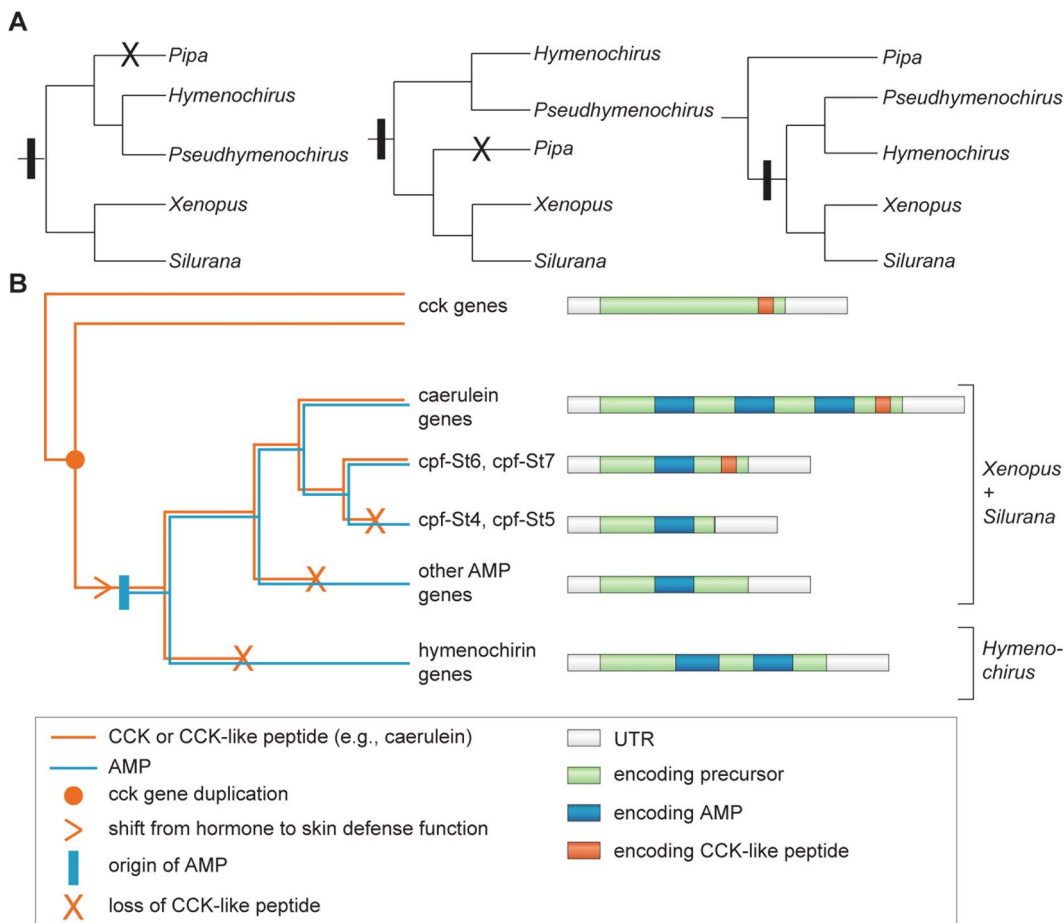 A
Pipa
Hymenochirus
Pseudhymenochirus
Xenopus
Silurana
Hymenochirus
Pseudhymenochirus
Pipa
Xenopus
Silurana
Pipa
Pseudhymenochirus
Hymenochirus
Xenopus
Silurana
B
cck genes
caerulein
genes
cpf-St6, cpf-St7
cpf-St4, cpf-St5
other AMP
genes
hymenochirin
genes
Xenopus
+
Silurana
Hymeno-
chirus
CCK or CCK-like peptide (e.g., caerulein)
AMP
cck gene duplication
shift from hormone to skin defense function
origin of AMP
loss of CCK-like peptide
UTR
encoding precursor
encoding AMP
encoding CCK-like peptide